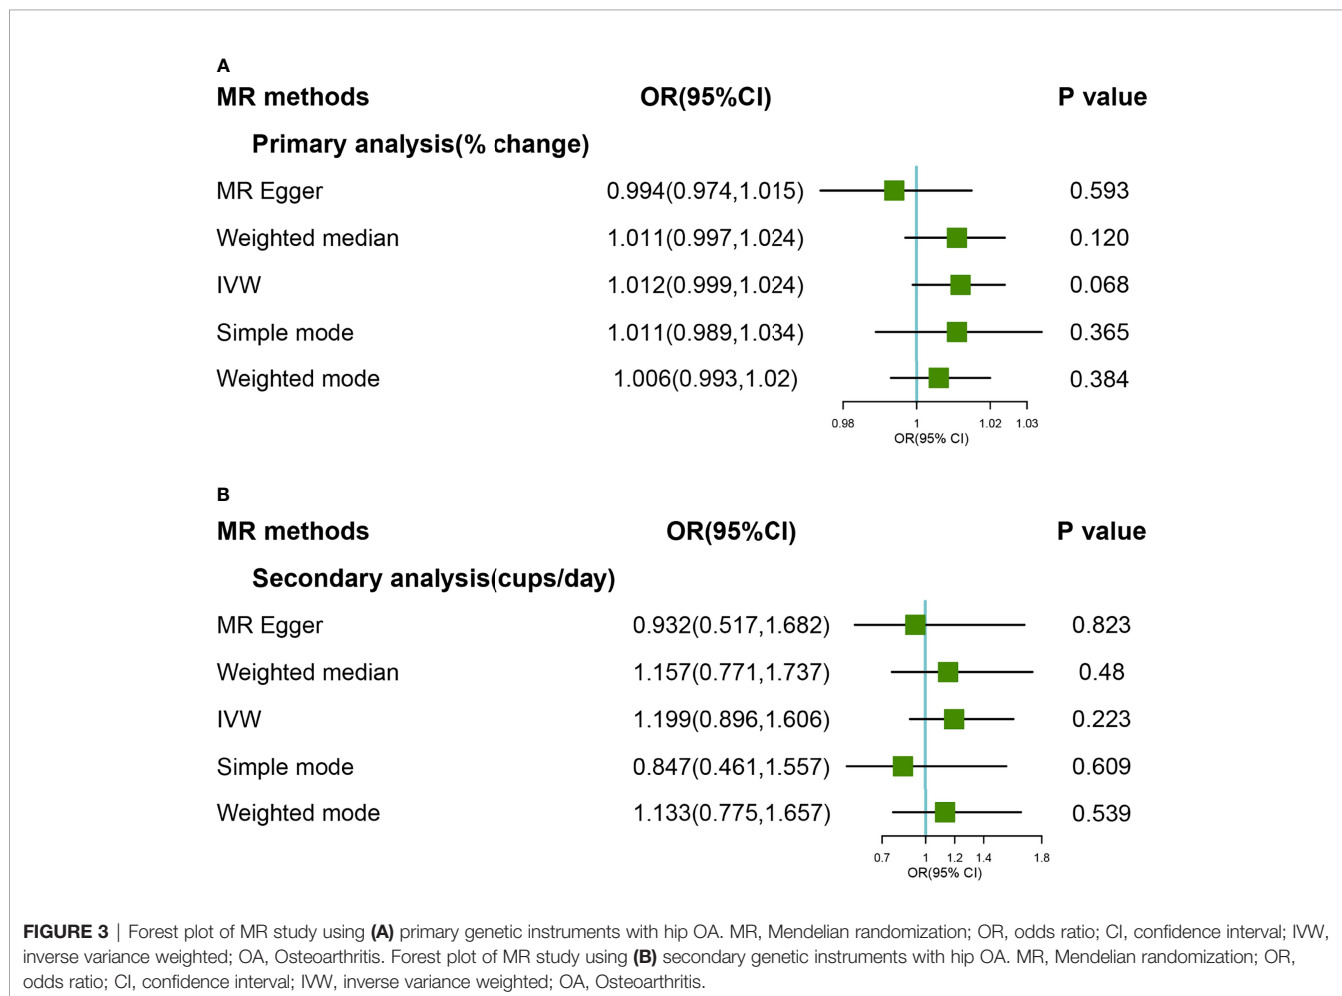 A
MR methods OR(95%CI) P value
Primary analysis(% change)
MR Egger 0.994(0.974,1.015) 0.593
Weighted median 1.011(0.997,1.024) 0.120
IVW 1.012(0.999,1.024) 0.068
Simple mode 1.011(0.989,1.034) 0.365
Weighted mode 1.006(0.993,1.02) 0.384
0.98 1 1.02 1.03
OR(95% CI)
B
MR methods OR(95%CI) P value
Secondary analysis(cups/day)
MR Egger 0.932(0.517,1.682) 0.823
Weighted median 1.157(0.771,1.737) 0.48
IVW 1.199(0.896,1.606) 0.223
Simple mode 0.847(0.461,1.557) 0.609
Weighted mode 1.133(0.775,1.657) 0.539
0.7 1 1.2 1.4 1.8
OR(95% CI)
FIGURE 3 | Forest plot of MR study using (A) primary genetic instruments with hip OA. MR, Mendelian randomization; OR, odds ratio; CI, confidence interval; IVW,
inverse variance weighted; OA, Osteoarthritis. Forest plot of MR study using (B) secondary genetic instruments with hip OA. MR, Mendelian randomization; OR,
odds ratio; CI, confidence interval; IVW, inverse variance weighted; OA, Osteoarthritis.